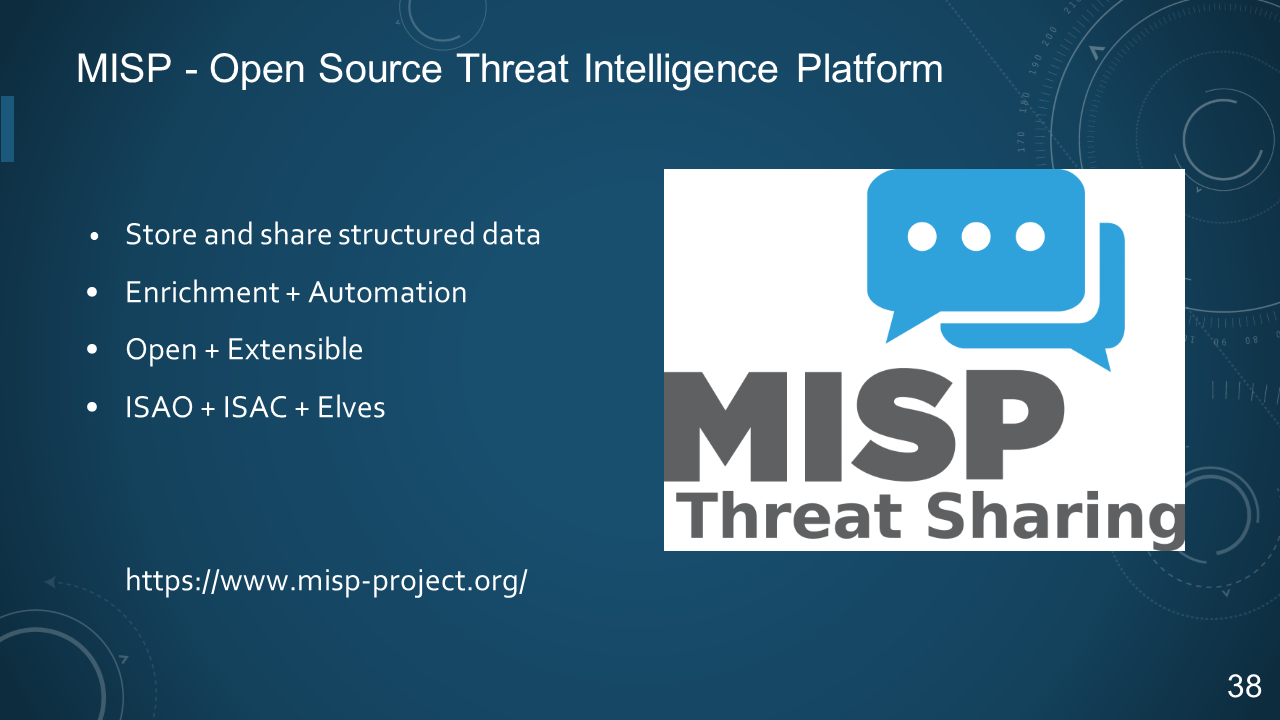 MISP - Open Source Threat Intelligence Platform
• Store and share structured data
• Enrichment + Automation
• Open + Extensible
• ISAO + ISAC + Elves
https://www.misp-project.org/
MISP
Threat Sharing
38